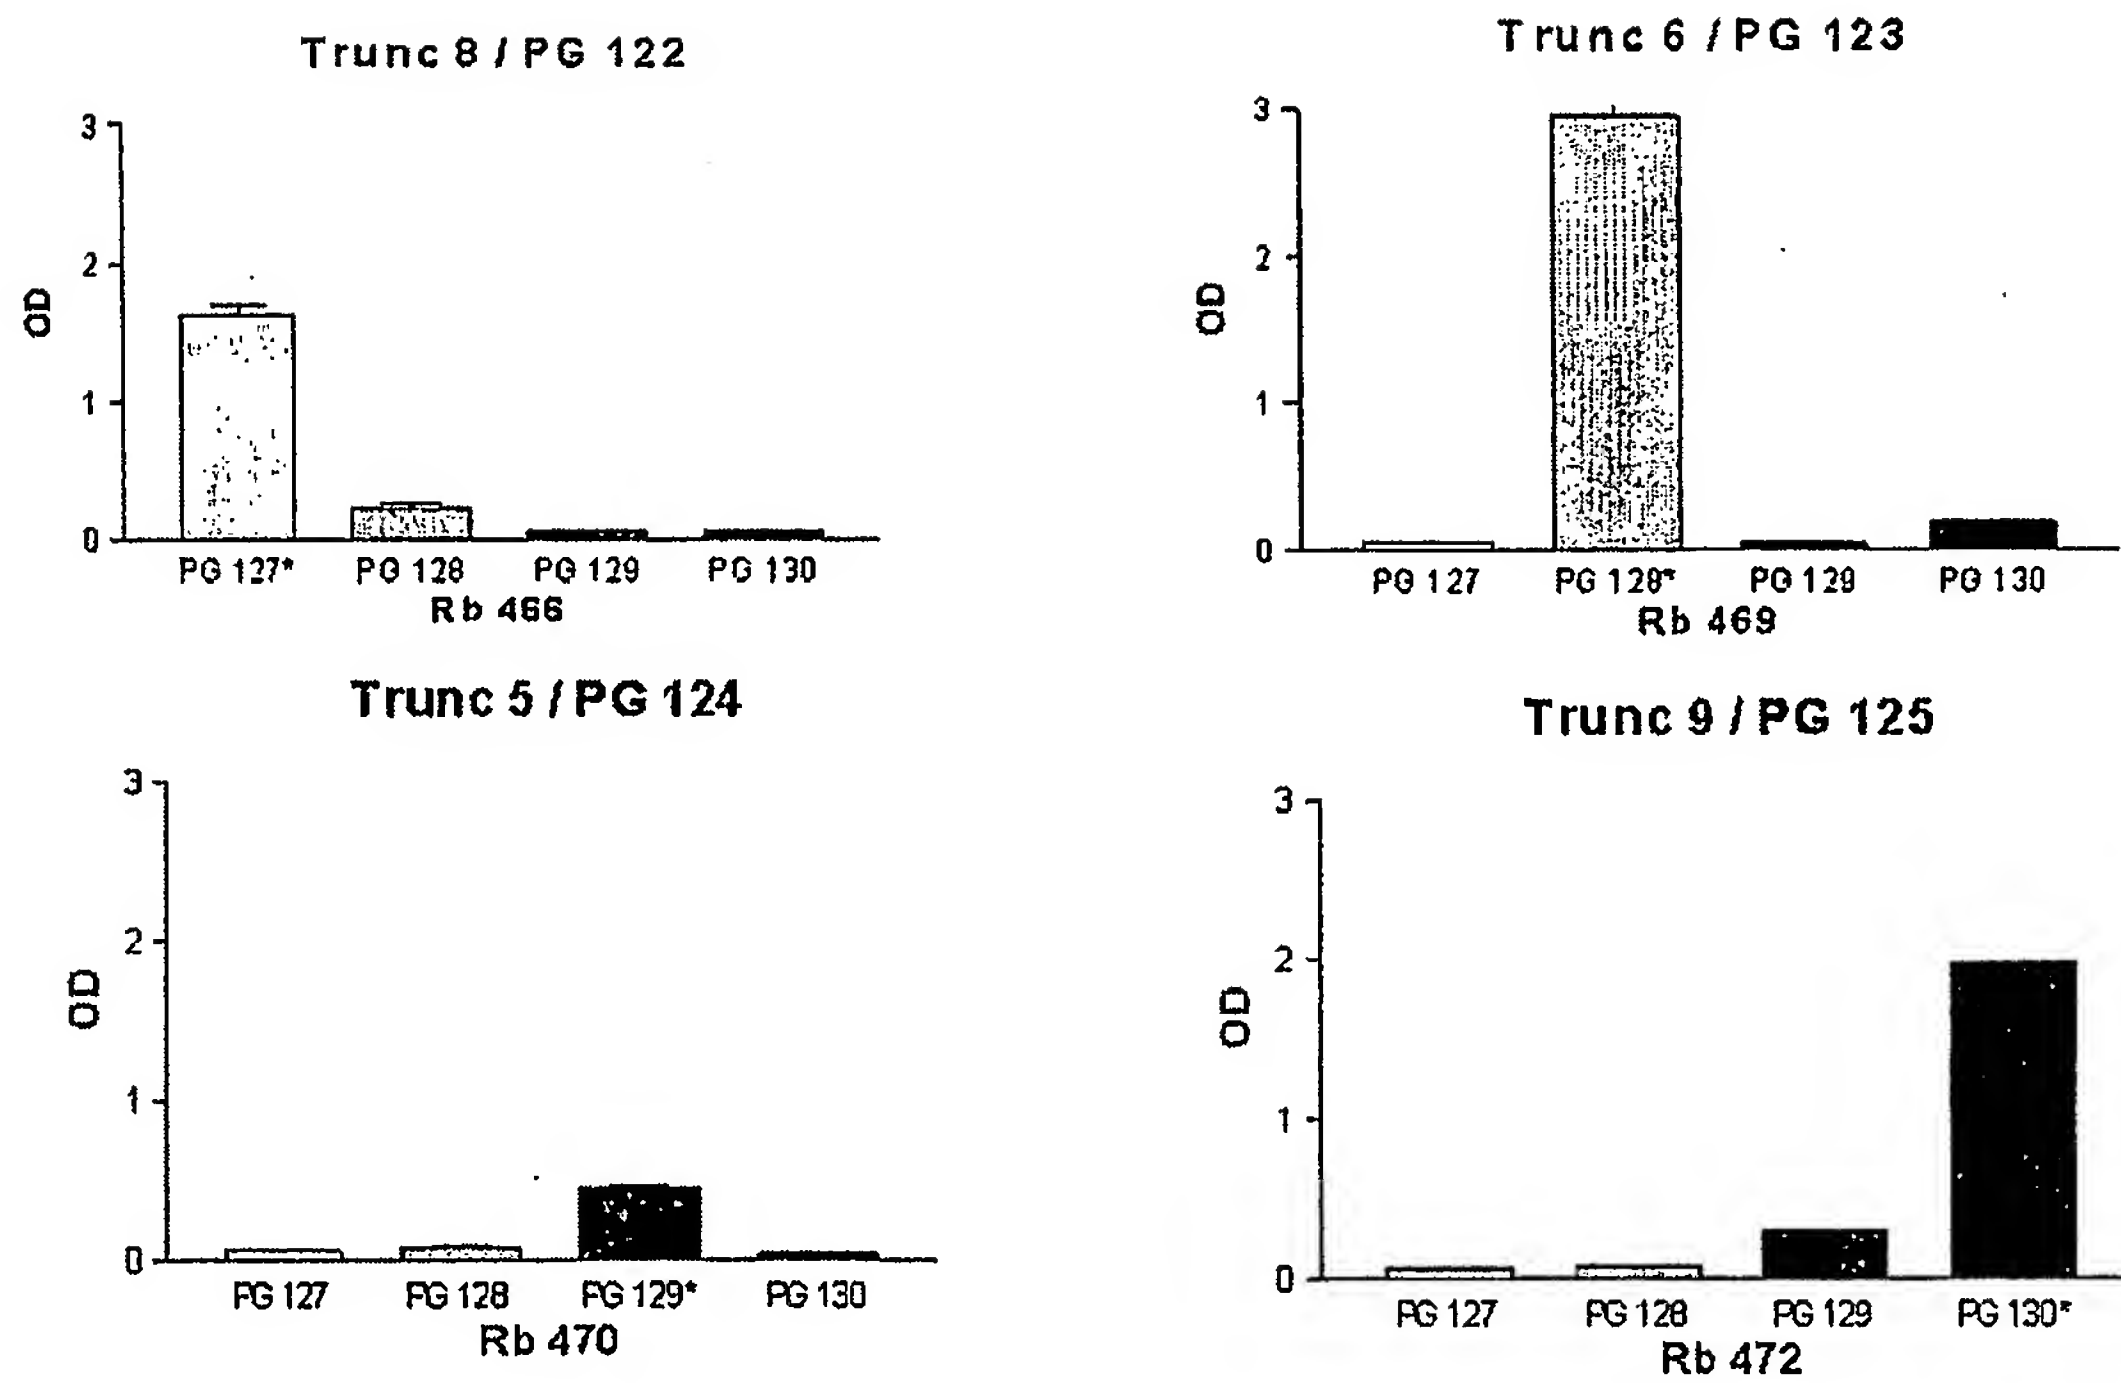 Trunc 8 / PG 122
3
2
1
0
OD
PG 127* PG 128 PG 129 PG 130
Rb 466
Trunc 6 / PG 123
3
2
1
0
OD
PG 127 PG 128* PG 129 PG 130
Rb 469
Trunc 5 / PG 124
3
2
1
0
OD
PG 127 PG 128 PG 129* PG 130
Rb 470
Trunc 9 / PG 125
3
2
1
0
OD
PG 127 PG 128 PG 129 PG 130*
Rb 472